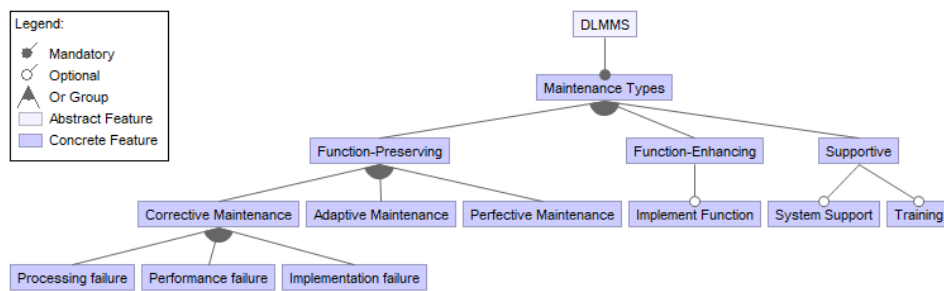 Legend:
Mandatory
Optional
Or Group
Abstract Feature
Concrete Feature
DLMMS
Maintenance Types
Function-Preserving
Function-Enhancing
Supportive
Corrective Maintenance
Adaptive Maintenance
Perfective Maintenance
Implement Function
System Support
Training
Processing failure
Performance failure
Implementation failure